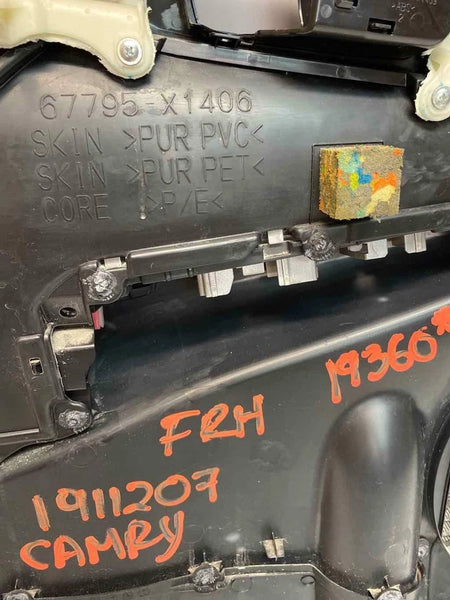 67795-X1406
SKIN >PUR PVC<
SKIN >PUR PET<
CORE >P/E<
FRH
19360
1911207
CAMRY